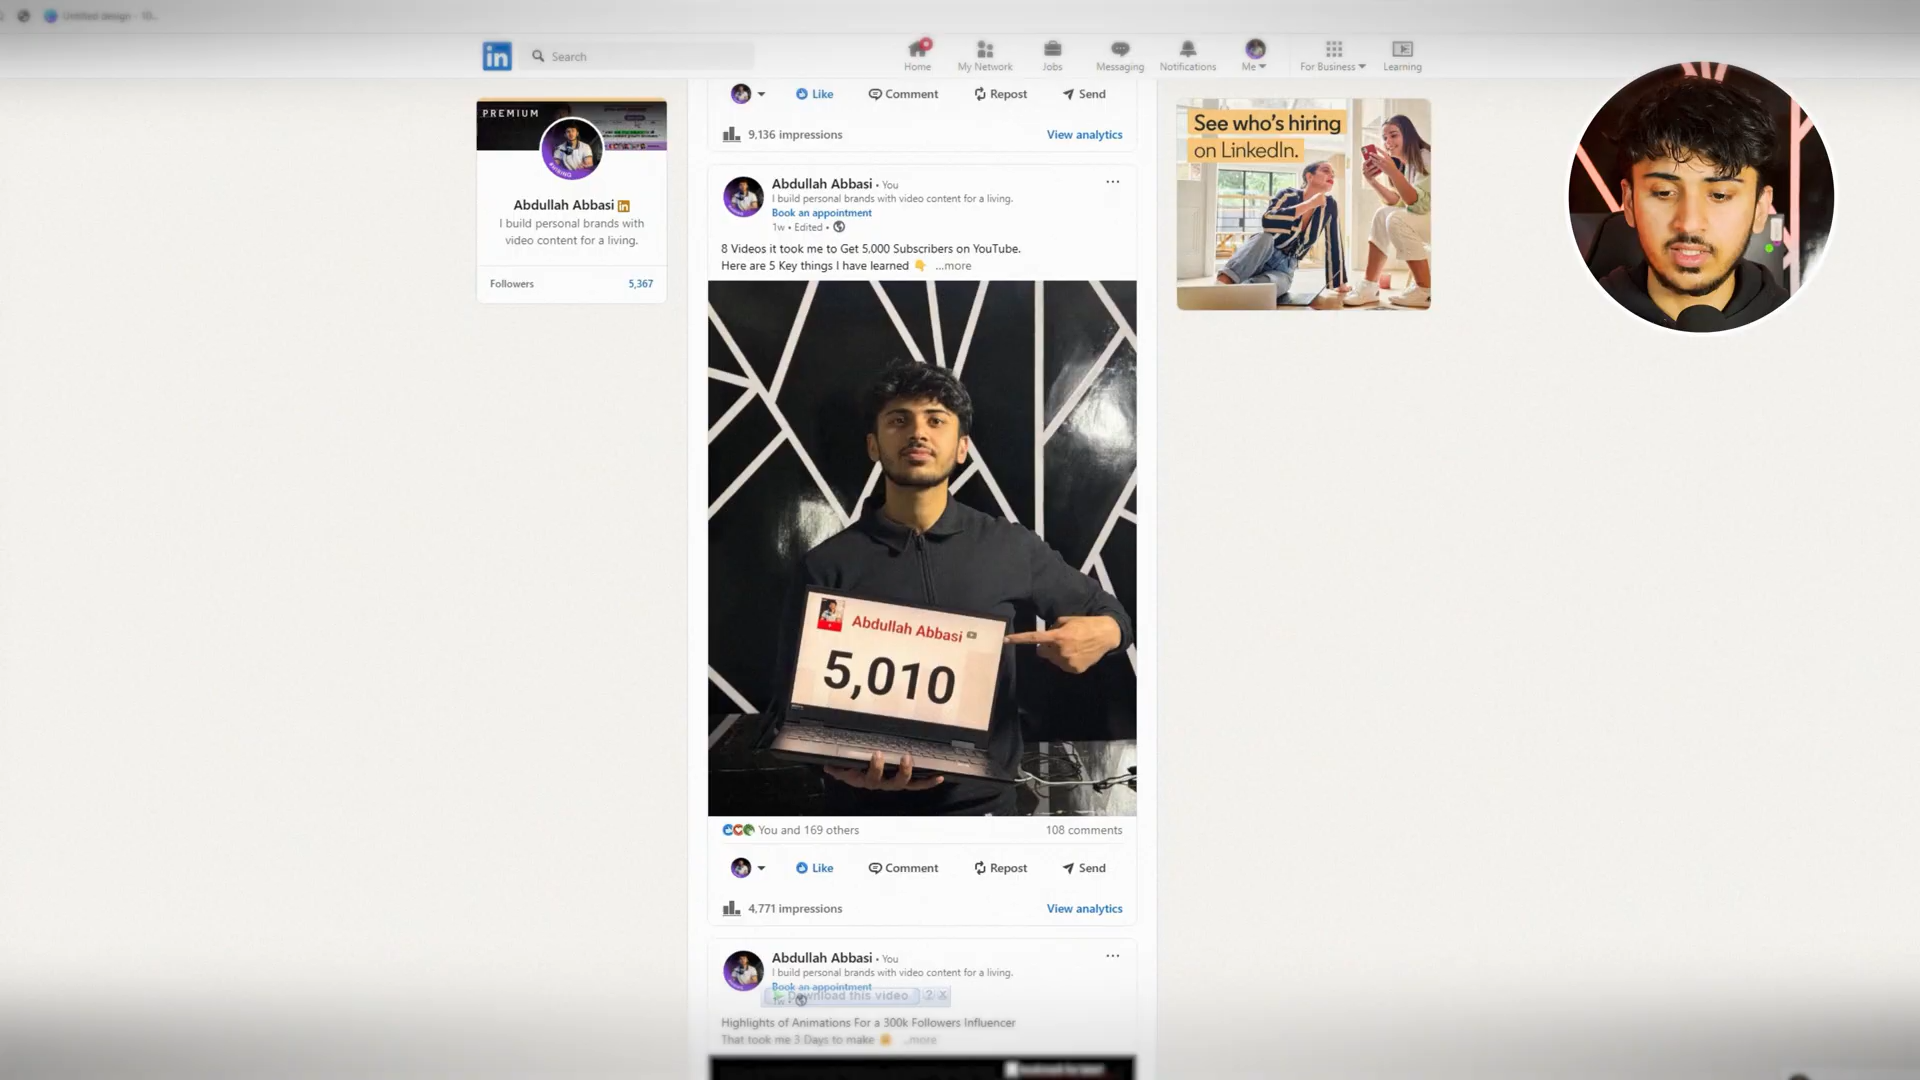 Untitled design - 10...
in
Search
Home
My Network
Jobs
Messaging
Notifications
Me
For Business
Learning
PREMIUM
Abdullah Abbasi in
I build personal brands with
video content for a living.
Followers 5,367
Like Comment Repost Send
9,136 impressions View analytics
Abdullah Abbasi • You
I build personal brands with video content for a living.
Book an appointment
1w • Edited •
8 Videos it took me to Get 5,000 Subscribers on YouTube.
Here are 5 Key things I have learned 👇 ...more
Abdullah Abbasi
5,010
You and 169 others 108 comments
Like Comment Repost Send
4,771 impressions View analytics
Abdullah Abbasi • You
I build personal brands with video content for a living.
Book an appointment
Download this video ? X
1w •
Highlights of Animations For a 300k Followers Influencer
That took me 3 Days to make ...more
See who's hiring
on LinkedIn.